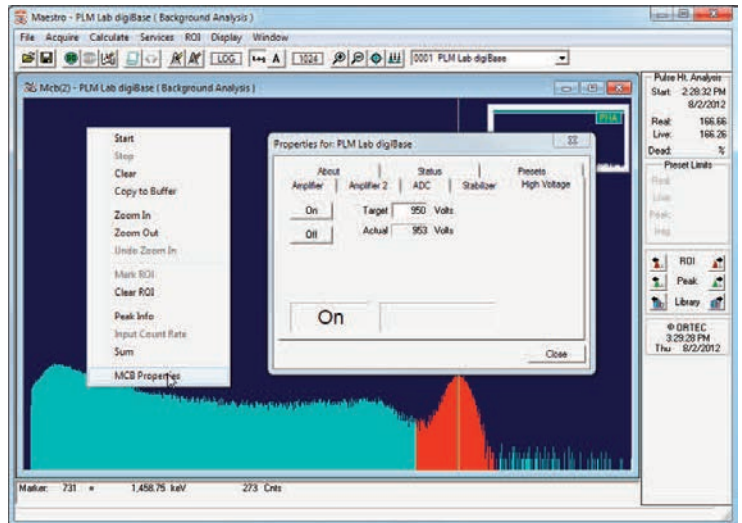 Maestro - PLM Lab digiBase ( Background Analysis )
File Acquire Calculate Services ROI Display Window
LOG A 1024 0001 PLM Lab digiBase
Mcb(2) - PLM Lab digiBase ( Background Analysis )
PHA
Start
Stop
Clear
Copy to Buffer
Zoom In
Zoom Out
Undo Zoom In
Mark ROI
Clear ROI
Peak Info
Input Count Rate
Sum
MCB Properties
Properties for: PLM Lab digiBase
About Status Presets
Amplifier Amplifier 2 ADC Stabilizer High Voltage
On Target 950 Volts
Off Actual 953 Volts
On
Close
Pulse Ht. Analysis
Start: 2:28:32 PM
8/2/2012
Real: 166.66
Live: 166.26
Dead: %
Preset Limits
Real:
Live:
Peak:
Integ:
ROI
Peak
Library
ORTEC
3:29:28 PM
Thu 8/2/2012
Marker: 731 = 1,458.75 keV 273 Cnts